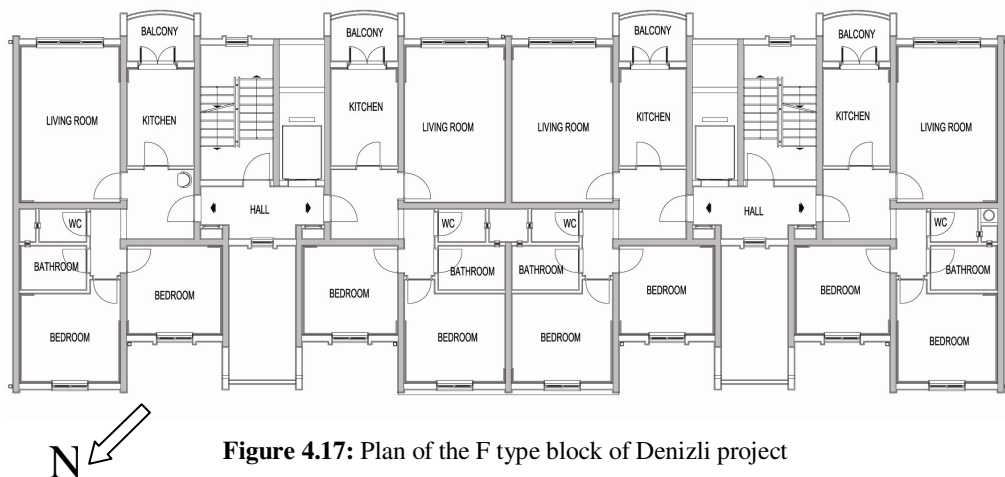 BALCONY BALCONY BALCONY BALCONY
KITCHEN
LIVING ROOM KITCHEN LIVING ROOM LIVING ROOM KITCHEN KITCHEN LIVING ROOM
HALL HALL
WC WC WC WC
BATHROOM BATHROOM BATHROOM BATHROOM
BEDROOM BEDROOM BEDROOM BEDROOM
BEDROOM BEDROOM BEDROOM BEDROOM
N
Figure 4.17: Plan of the F type block of Denizli project